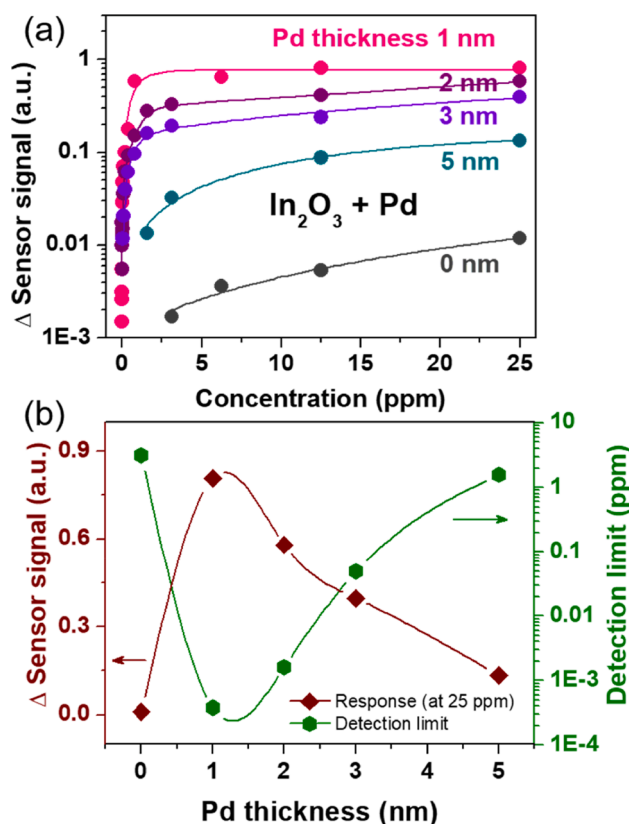 (a)
Pd thickness 1 nm
2 nm
3 nm
5 nm
In₂O₃ + Pd
0 nm
Δ Sensor signal (a.u.)
1
0.1
0.01
1E-3
0 5 10 15 20 25
Concentration (ppm)
(b)
Δ Sensor signal (a.u.)
0.9
0.6
0.3
0.0
Response (at 25 ppm)
Detection limit
10
1
0.1
0.01
1E-3
1E-4
Detection limit (ppm)
0 1 2 3 4 5
Pd thickness (nm)